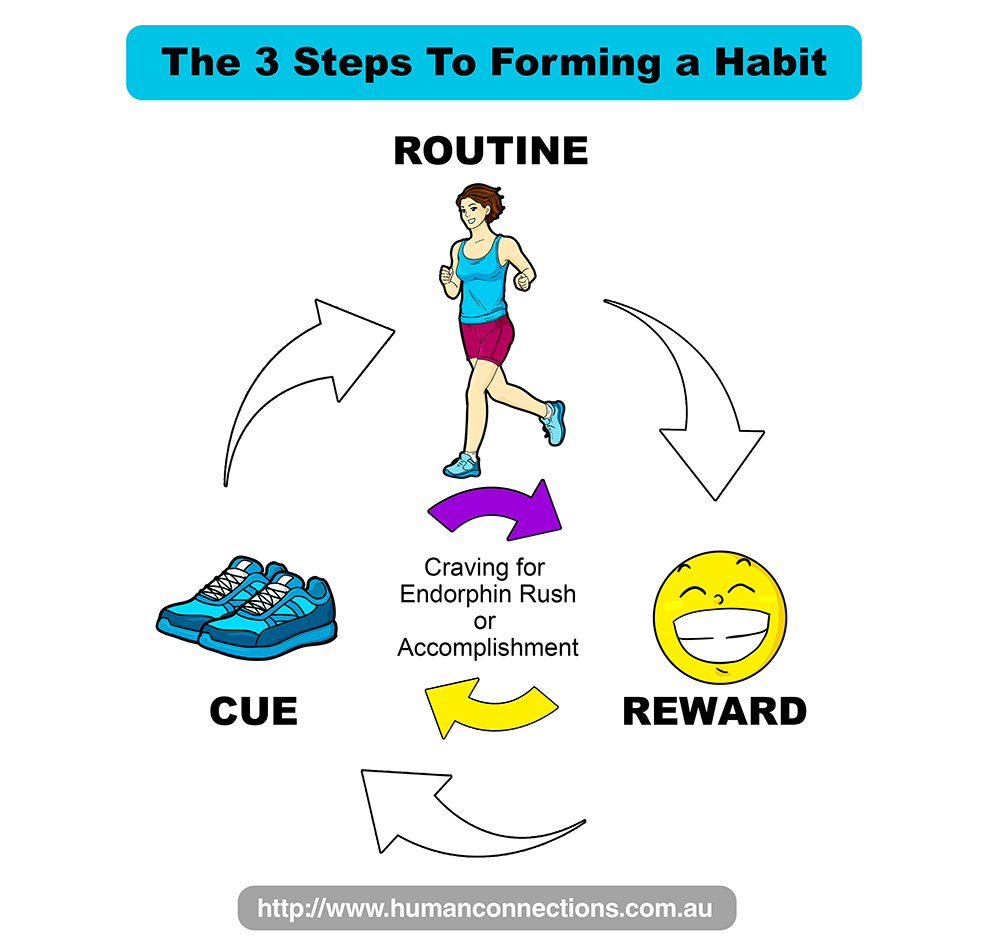 The 3 Steps To Forming a Habit
ROUTINE
Craving for
Endorphin Rush
or
Accomplishment
CUE
REWARD
http://www.humanconnections.com.au